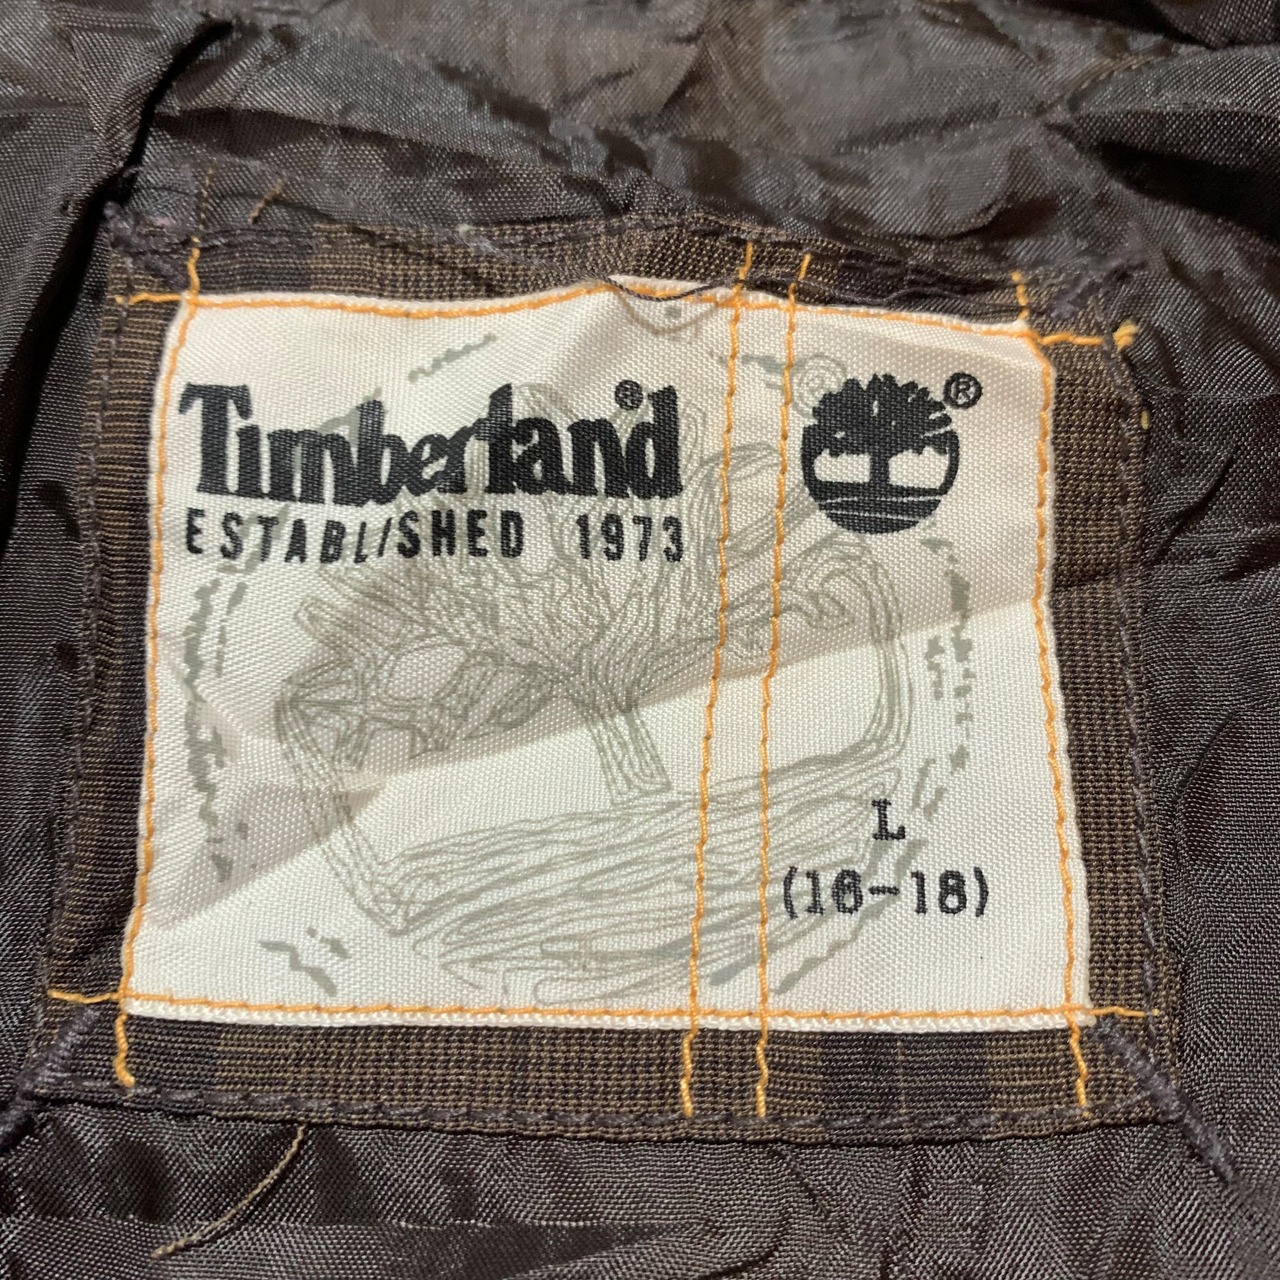 Timberland®
ESTABLISHED 1973
®
L
(16-18)